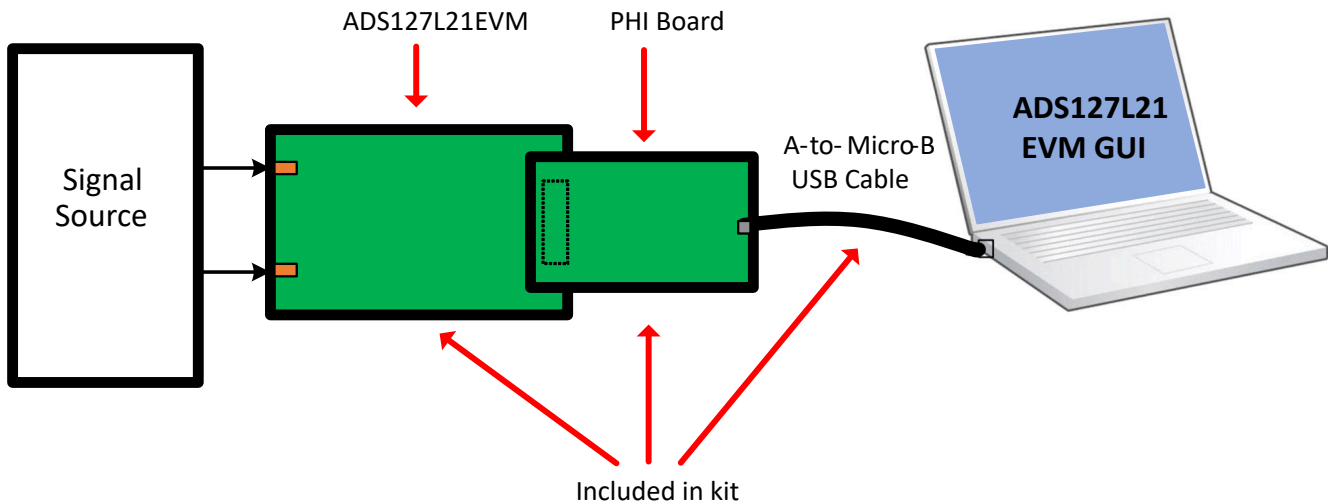 ADS127L21EVM
PHI Board
Signal
Source
A-to- Micro-B
USB Cable
ADS127L21
EVM GUI
Included in kit